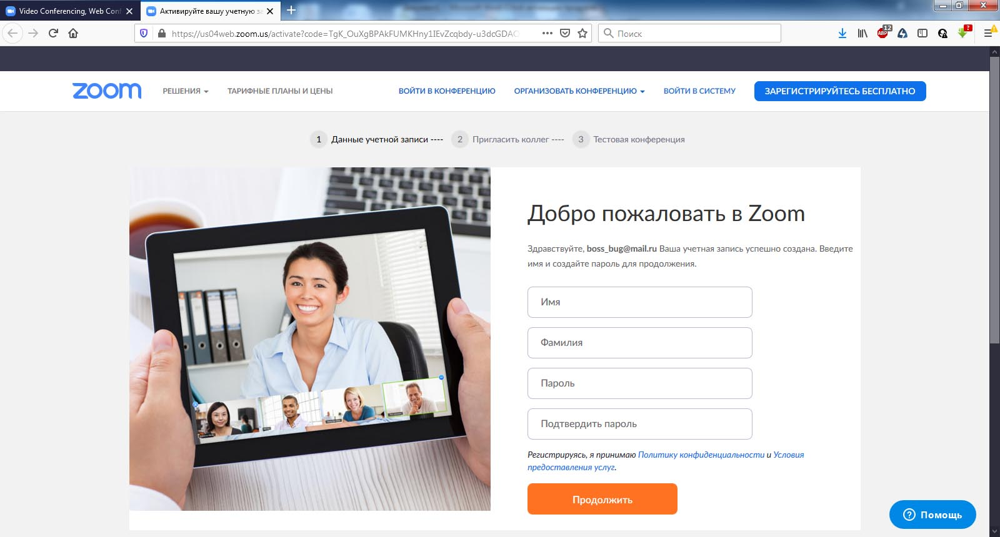 Video Conferencing, Web Conf
Активируйте вашу учетную за
https://us04web.zoom.us/activate?code=TgK_OuXgBPAkFUMKHny1IEvZcqbdy-u3dcGDAC
Поиск
ABP
12
?
zoom
РЕШЕНИЯ
ТАРИФНЫЕ ПЛАНЫ И ЦЕНЫ
ВОЙТИ В КОНФЕРЕНЦИЮ
ОРГАНИЗОВАТЬ КОНФЕРЕНЦИЮ
ВОЙТИ В СИСТЕМУ
ЗАРЕГИСТРИРУЙТЕСЬ БЕСПЛАТНО
1 Данные учетной записи ---- 2 Пригласить коллег ---- 3 Тестовая конференция
Добро пожаловать в Zoom
Здравствуйте, boss_bug@mail.ru Ваша учетная запись успешно создана. Введите
имя и создайте пароль для продолжения.
Имя
Фамилия
Пароль
Подтвердить пароль
Регистрируясь, я принимаю Политику конфиденциальности и Условия
предоставления услуг.
Продолжить
Помощь